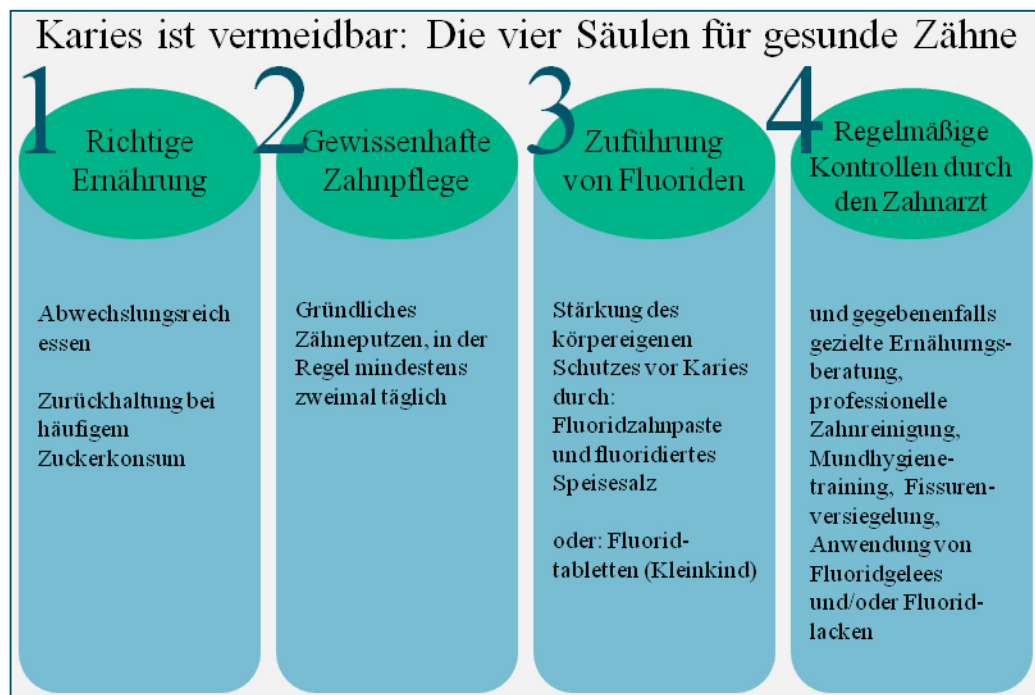 Karies ist vermeidbar: Die vier Säulen für gesunde Zähne
1
Richtige
Ernährung
Abwechslungsreich
essen
Zurückhaltung bei
häufigem
Zuckerkonsum
2
Gewissenhafte
Zahnpflege
Gründliches
Zähneputzen, in der
Regel mindestens
zweimal täglich
3
Zuführung
von Fluoriden
Stärkung des
körpereigenen
Schutzes vor Karies
durch:
Fluoridzahnpaste
und fluoridiertes
Speisesalz
oder: Fluorid-
tabletten (Kleinkind)
4
Regelmäßige
Kontrollen durch
den Zahnarzt
und gegebenenfalls
gezielte Ernähurngs-
beratung,
professionelle
Zahnreinigung,
Mundhygiene-
training, Fissuren-
versiegelung,
Anwendung von
Fluoridgelees
und/oder Fluorid-
lacken